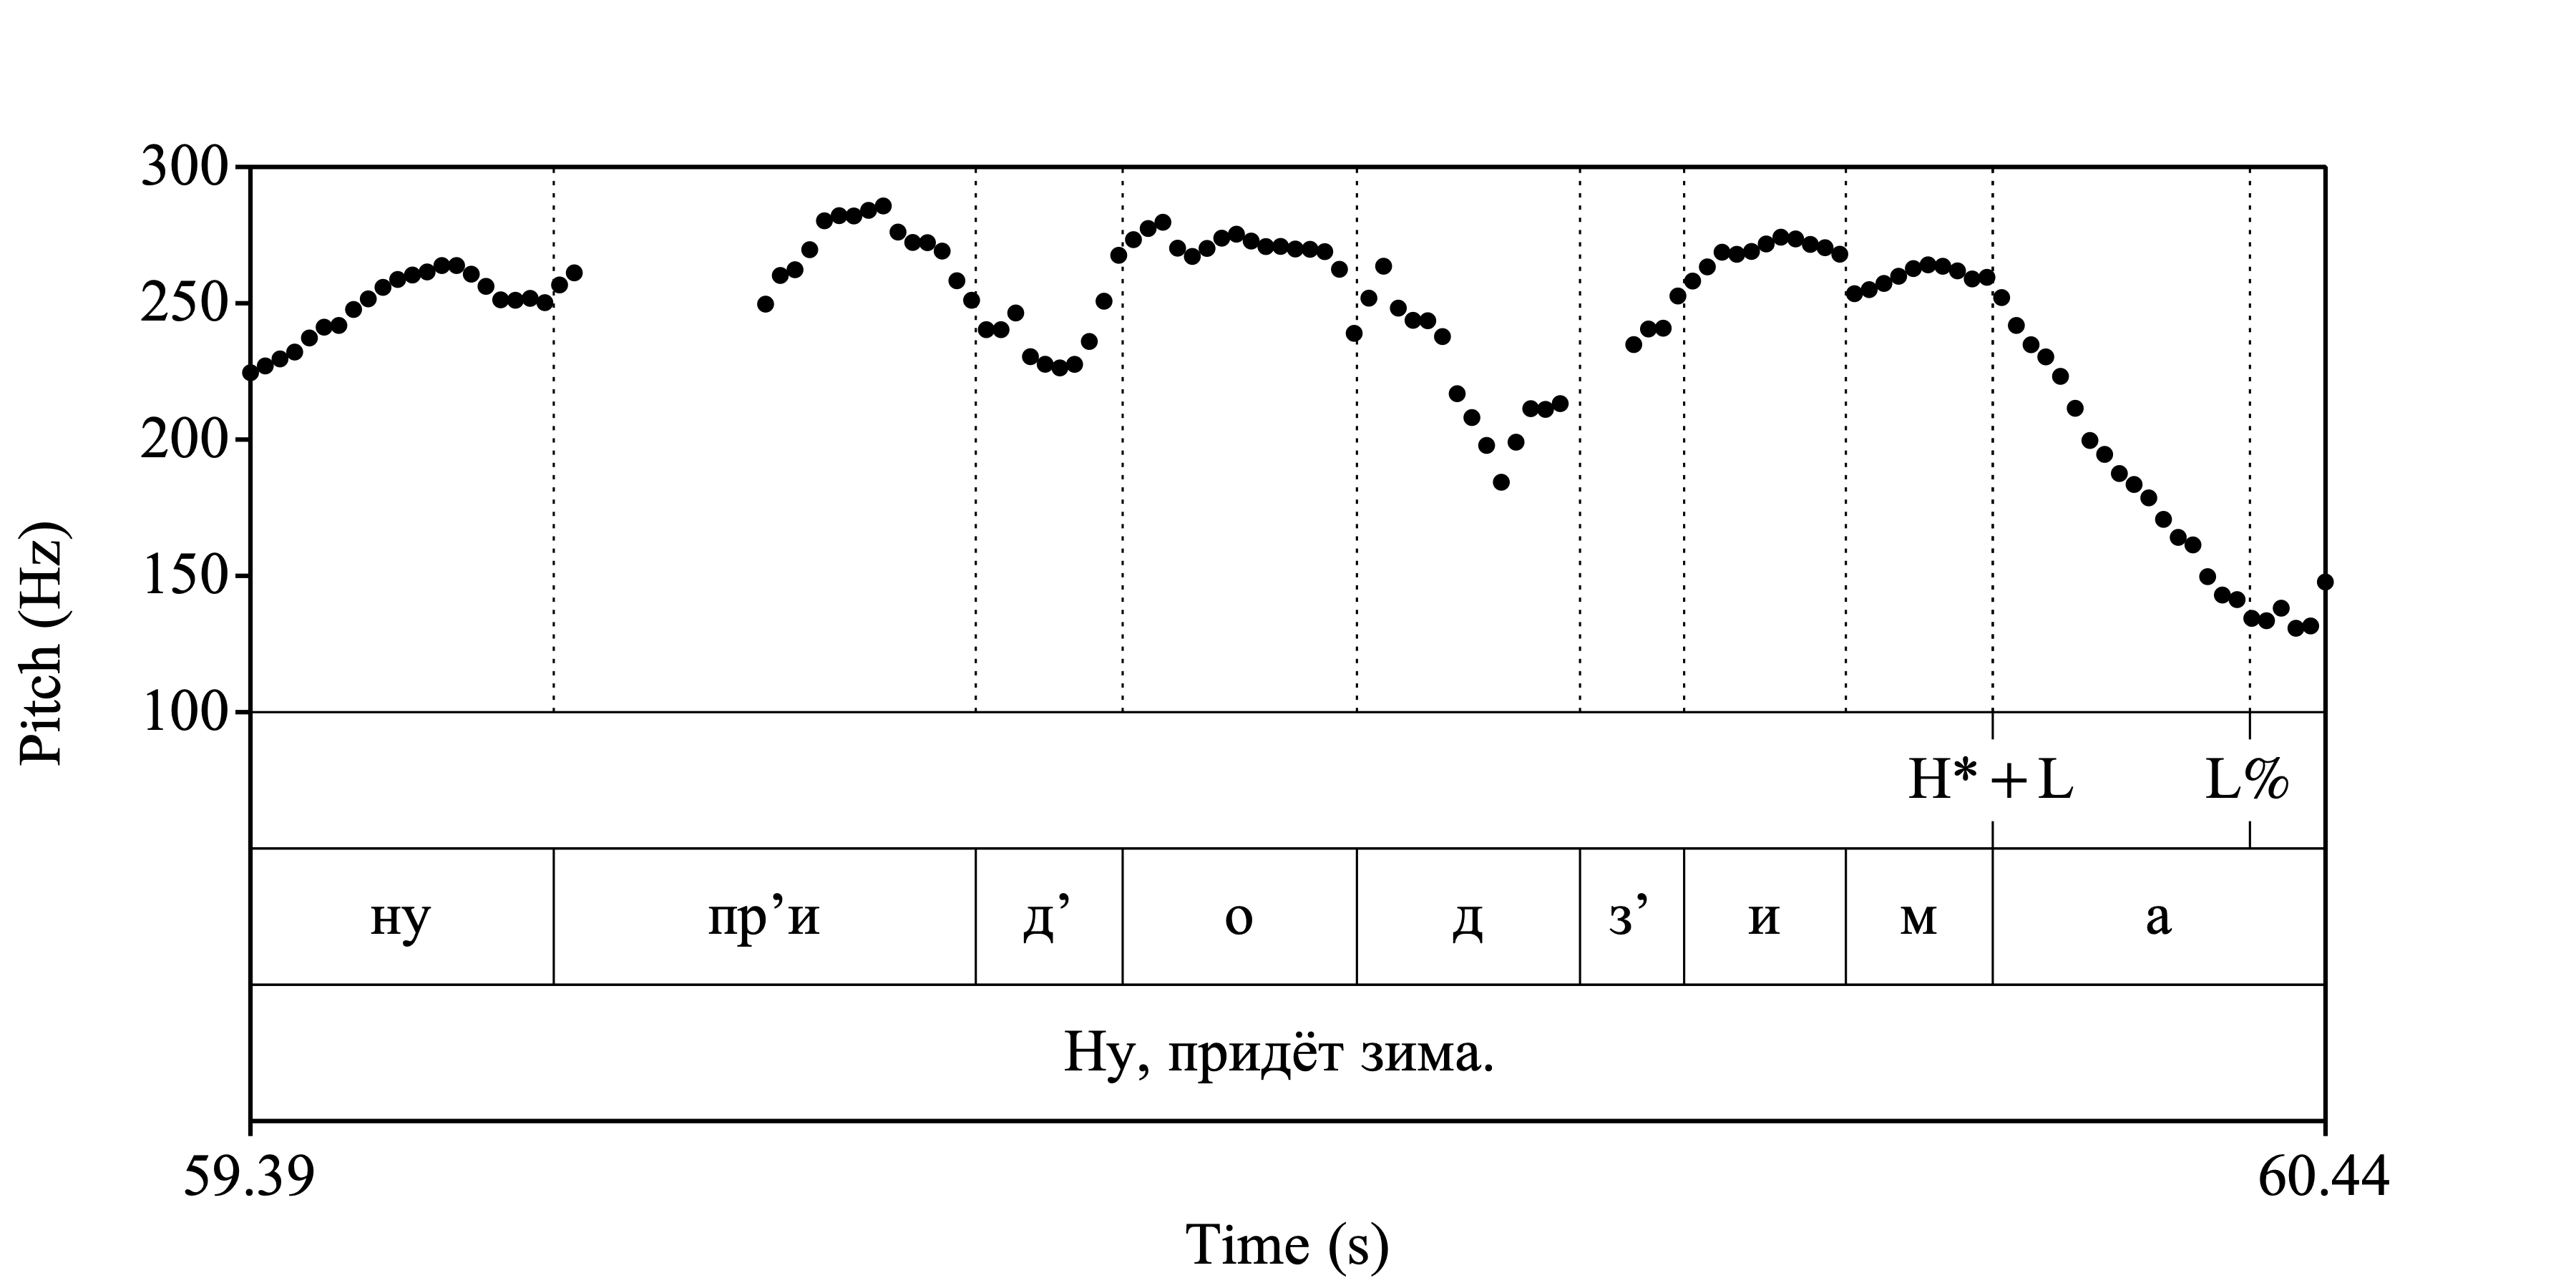 300
250
200
150
100
Pitch (Hz)
H* + L L%
ну пр’и д’ о д з’ и м а
Ну, придёт зима.
59.39 60.44
Time (s)